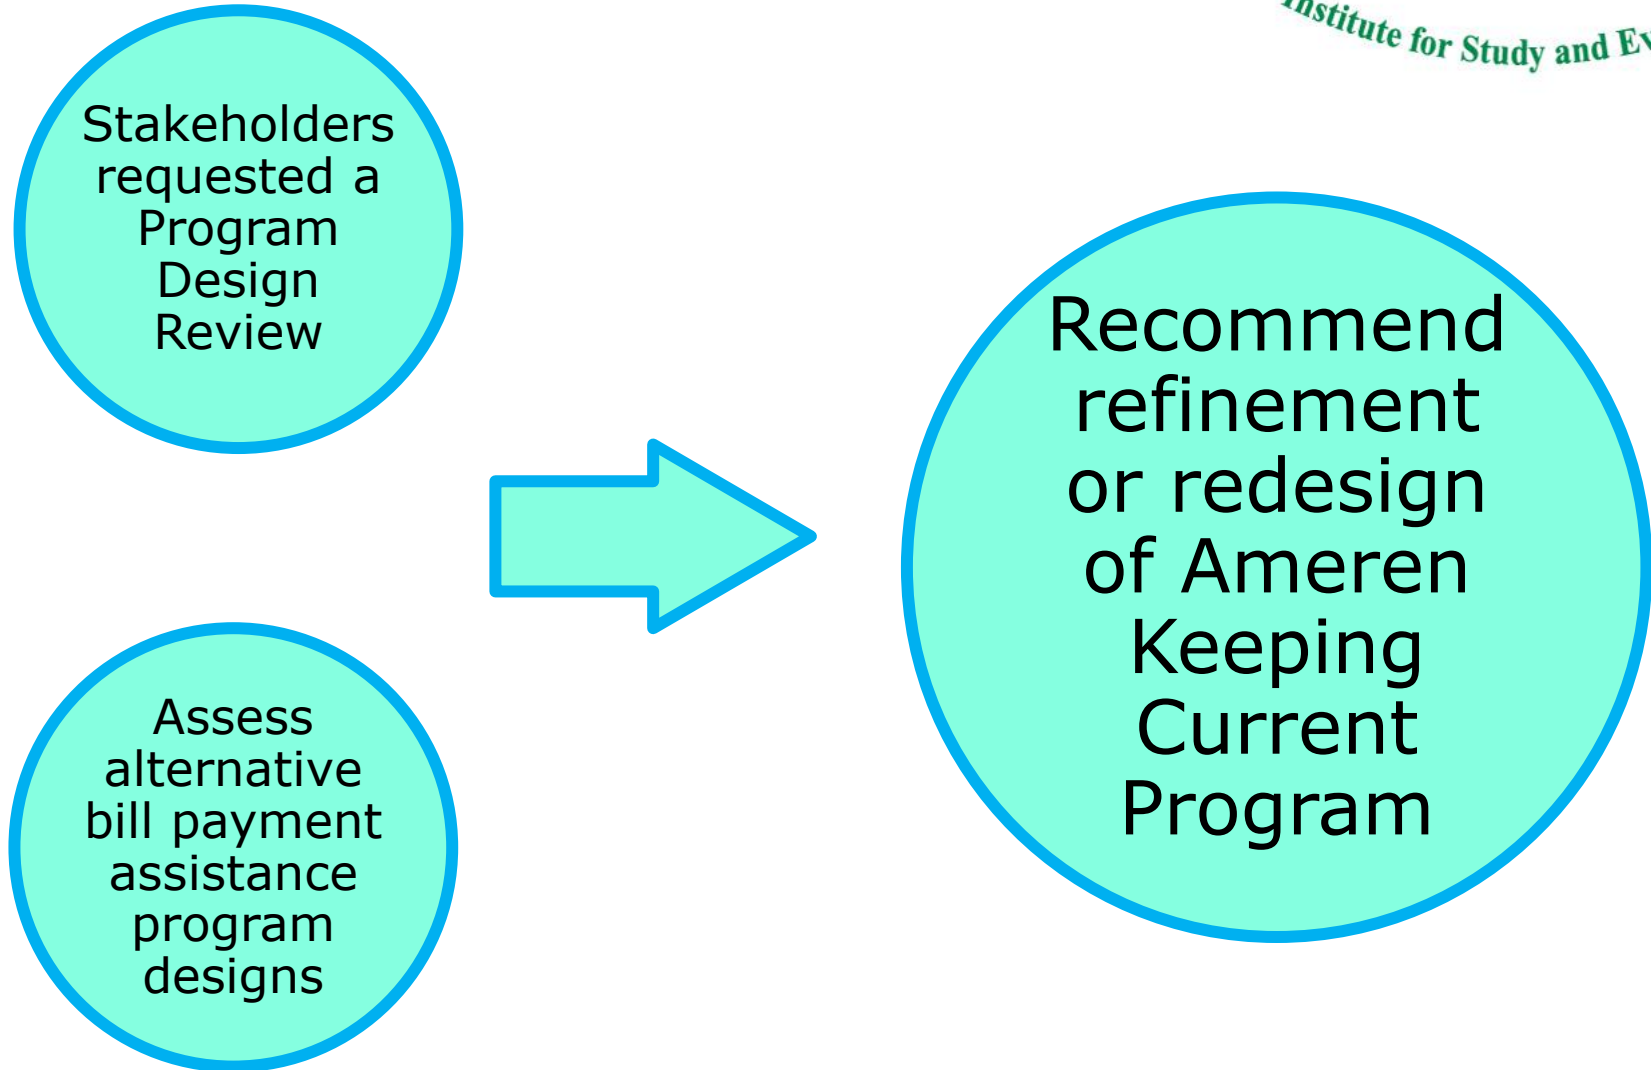 Institute for Study and Ev
Stakeholders
requested a
Program
Design
Review
Recommend
refinement
or redesign
of Ameren
Keeping
Current
Program
Assess
alternative
bill payment
assistance
program
designs